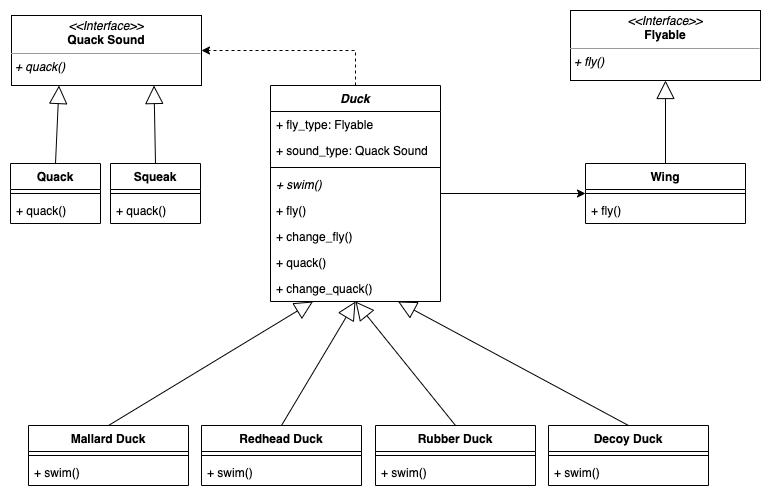 <<Interface>>
Quack Sound
+ quack()
<<Interface>>
Flyable
+ fly()
Duck
+ fly_type: Flyable
+ sound_type: Quack Sound
+ swim()
+ fly()
+ change_fly()
+ quack()
+ change_quack()
Quack
+ quack()
Squeak
+ quack()
Wing
+ fly()
Mallard Duck
+ swim()
Redhead Duck
+ swim()
Rubber Duck
+ swim()
Decoy Duck
+ swim()